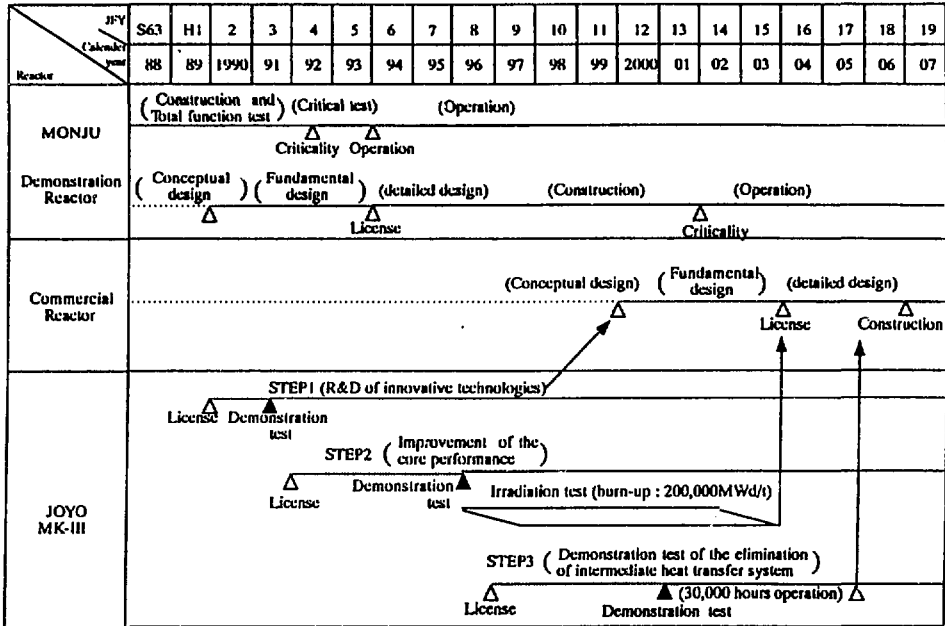 JFY S63 H1 2 3 4 5 6 7 8 9 10 11 12 13 14 15 16 17 18 19
Calender year 88 89 1990 91 92 93 94 95 96 97 98 99 2000 01 02 03 04 05 06 07
Reactor
MONJU
(Construction and Total function test) (Critical test) (Operation)
Criticality Operation
Demonstration Reactor
(Conceptual design) (Fundamental design) (detailed design) (Construction) (Operation)
License Criticality
Commercial Reactor
(Conceptual design) (Fundamental design) (detailed design)
License Construction
JOYO MK-III
STEP1 (R&D of innovative technologies)
License Demonstration test
STEP2 (Improvement of the core performance)
License Demonstration test
Irradiation test (burn-up : 200,000MWd/t)
STEP3 (Demonstration test of the elimination of intermediate heat transfer system)
License Demonstration test (30,000 hours operation)